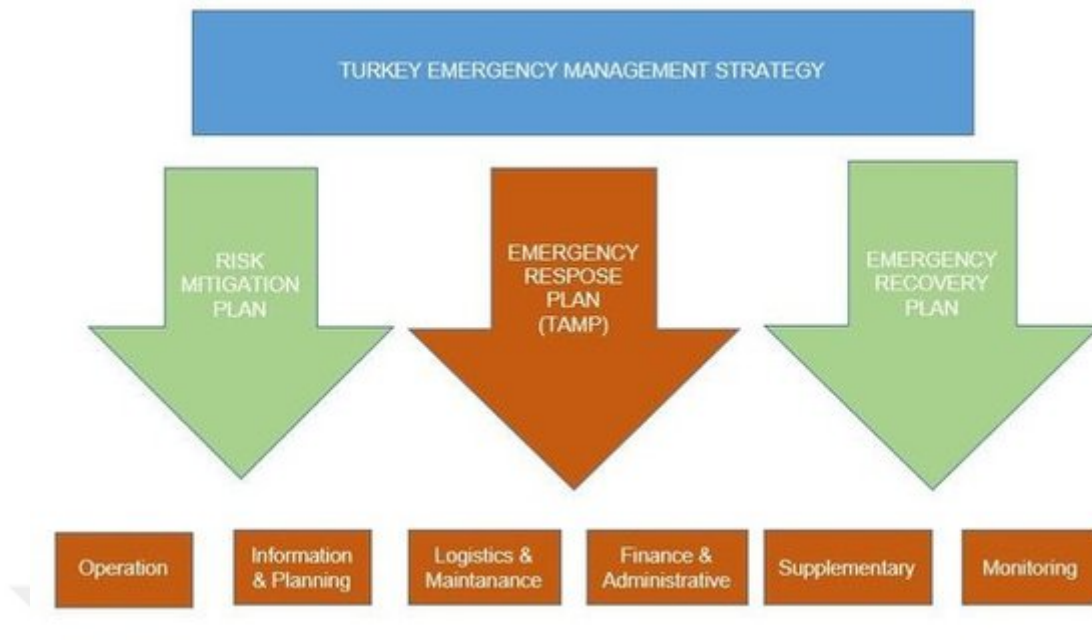 TURKEY EMERGENCY MANAGEMENT STRATEGY
RISK
MITIGATION
PLAN
EMERGENCY
RESPOSE
PLAN
(TAMP)
EMERGENCY
RECOVERY
PLAN
Operation
Information
& Planning
Logistics &
Maintanance
Finance &
Administrative
Supplementary
Monitoring